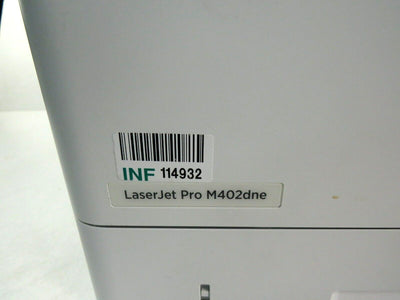 INF 114932
LaserJet Pro M402dne